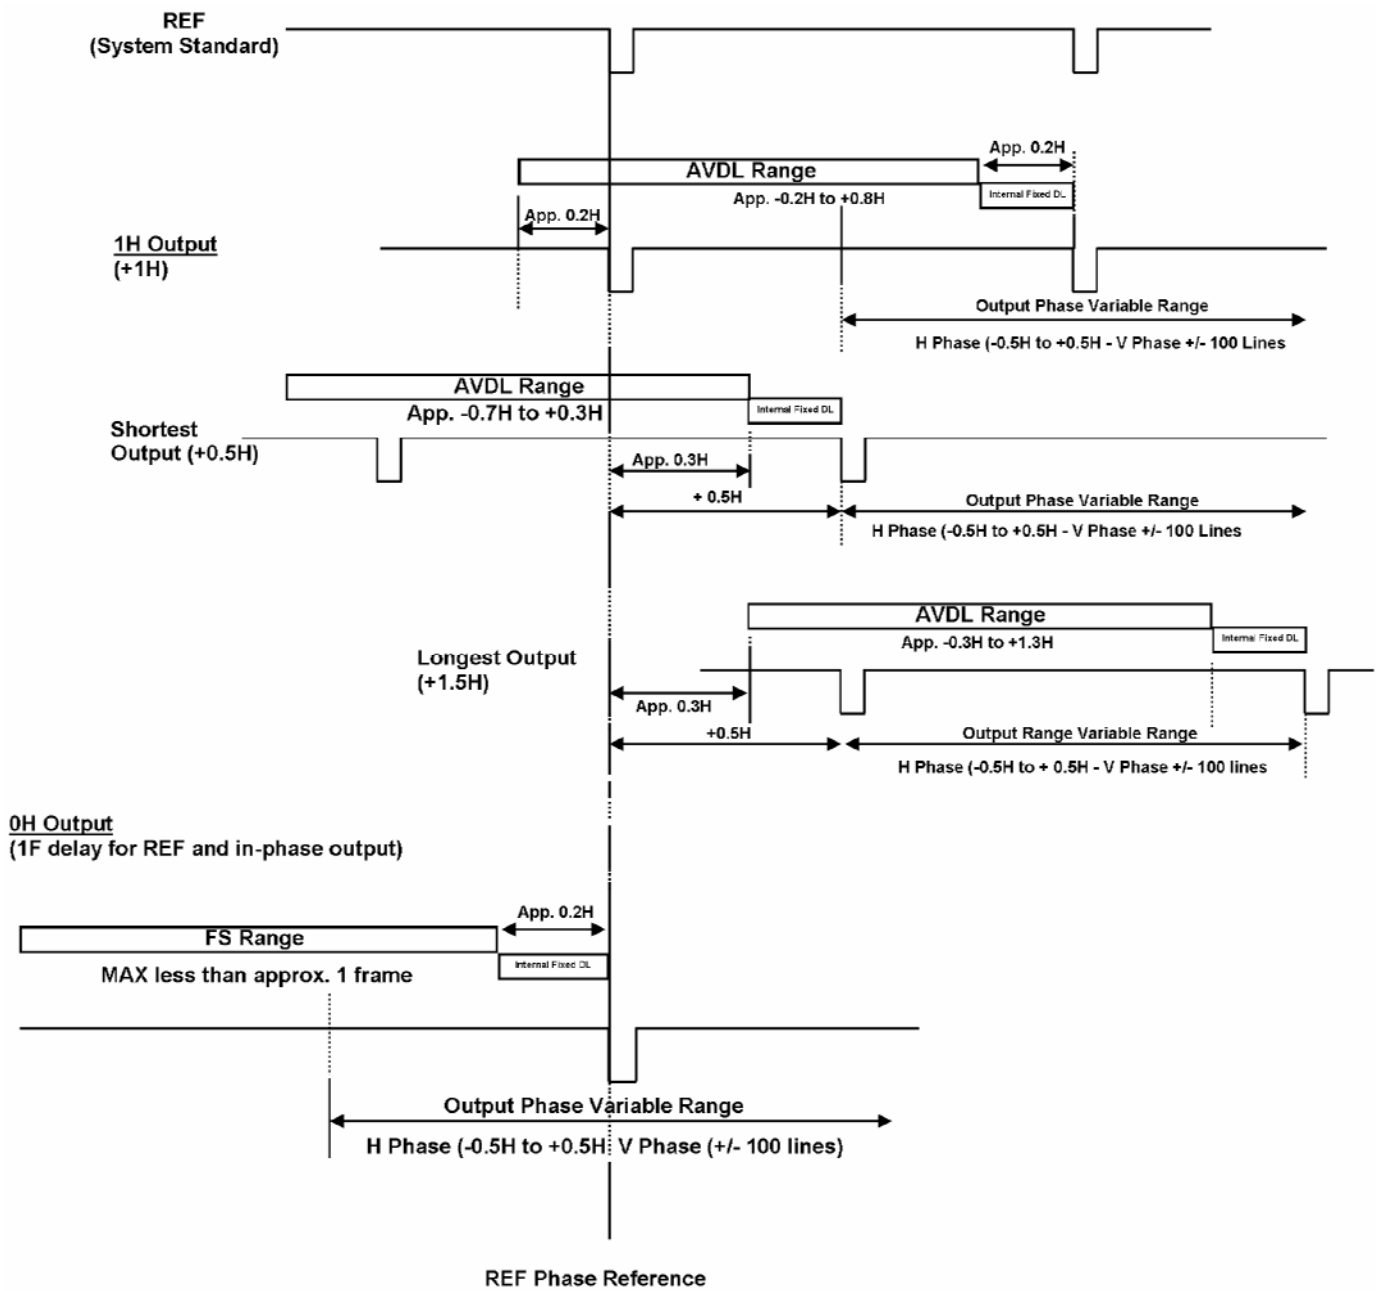 REF
(System Standard)
App. 0.2H
AVDL Range
Internal Fixed DL
App. -0.2H to +0.8H
App. 0.2H
1H Output
(+1H)
Output Phase Variable Range
H Phase (-0.5H to +0.5H - V Phase +/- 100 Lines
AVDL Range
App. -0.7H to +0.3H
Internal Fixed DL
Shortest
Output (+0.5H)
App. 0.3H
+ 0.5H
Output Phase Variable Range
H Phase (-0.5H to +0.5H - V Phase +/- 100 Lines
AVDL Range
App. -0.3H to +1.3H
Internal Fixed DL
Longest Output
(+1.5H)
App. 0.3H
+0.5H
Output Range Variable Range
H Phase (-0.5H to + 0.5H - V Phase +/- 100 lines
0H Output
(1F delay for REF and in-phase output)
App. 0.2H
FS Range
Internal Fixed DL
MAX less than approx. 1 frame
Output Phase Variable Range
H Phase (-0.5H to +0.5H V Phase (+/- 100 lines)
REF Phase Reference